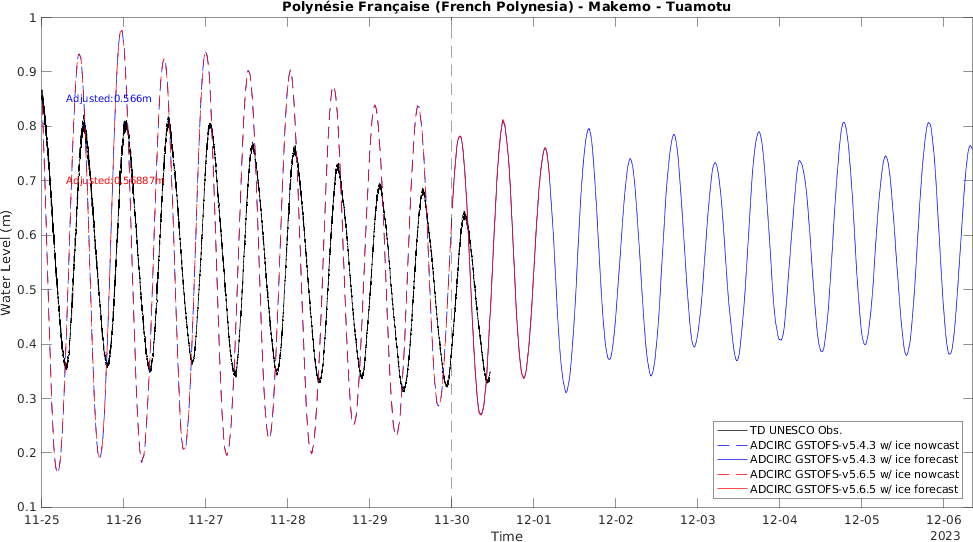 Polynésie Française (French Polynesia) - Makemo - Tuamotu
1
0.9
0.8
0.7
0.6
0.5
0.4
0.3
0.2
0.1
Water Level (m)
Adjusted:0.566m
Adjusted:0.56887m
TD UNESCO Obs.
ADCIRC GSTOFS-v5.4.3 w/ ice nowcast
ADCIRC GSTOFS-v5.4.3 w/ ice forecast
ADCIRC GSTOFS-v5.6.5 w/ ice nowcast
ADCIRC GSTOFS-v5.6.5 w/ ice forecast
11-25 11-26 11-27 11-28 11-29 11-30 12-01 12-02 12-03 12-04 12-05 12-06
Time
2023